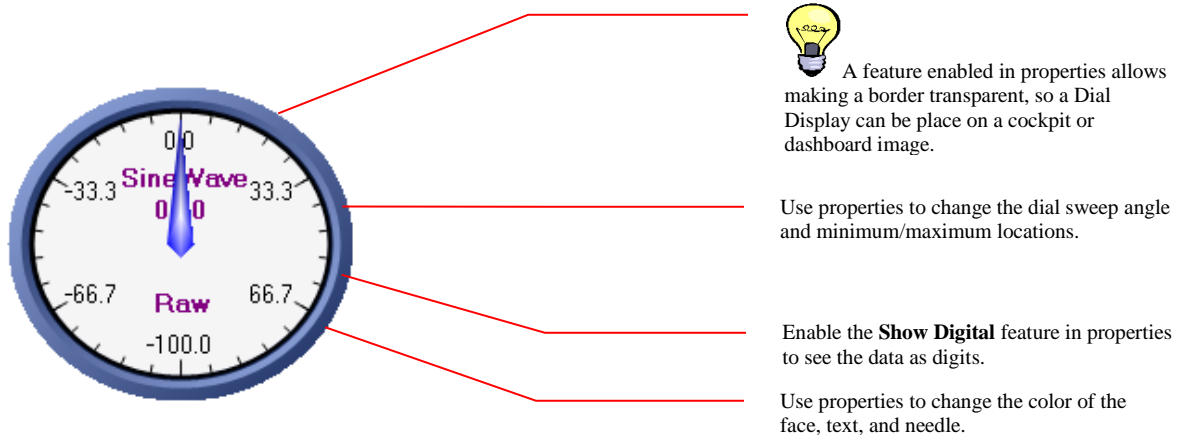 A feature enabled in properties allows
making a border transparent, so a Dial
Display can be place on a cockpit or
dashboard image.
0.0
-33.3
Sine Wave
33.3
0.0
Use properties to change the dial sweep angle
and minimum/maximum locations.
-66.7
Raw
66.7
-100.0
Enable the Show Digital feature in properties
to see the data as digits.
Use properties to change the color of the
face, text, and needle.